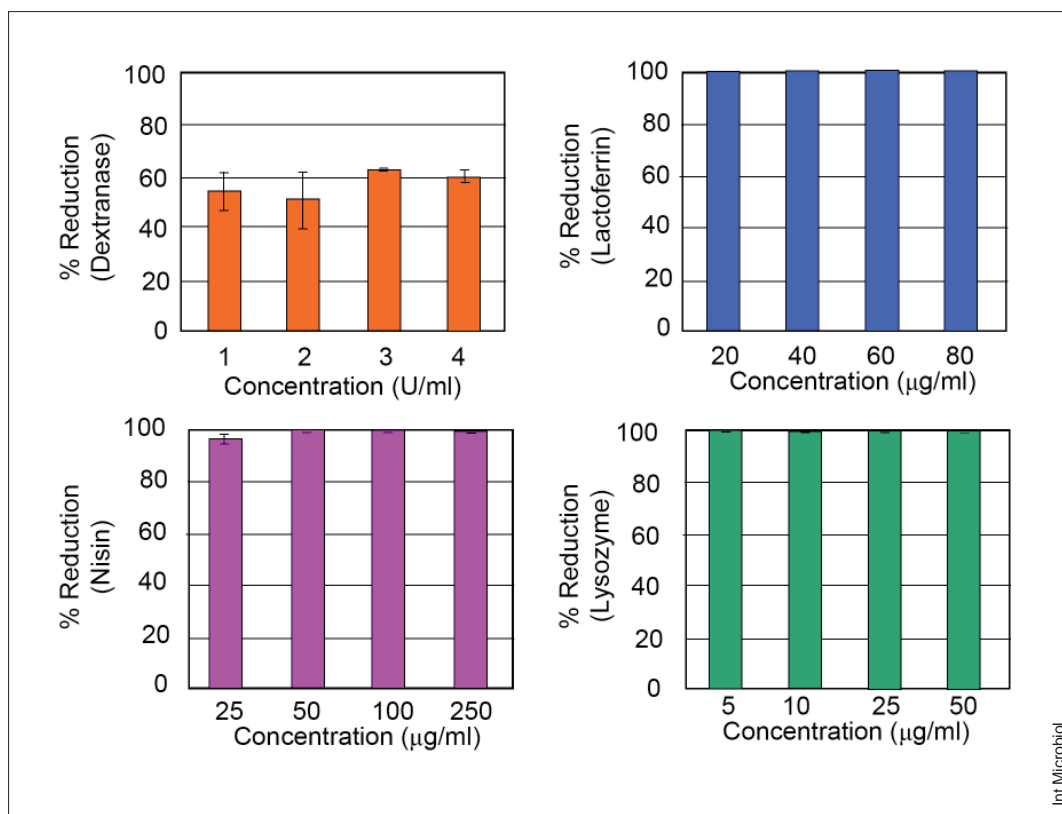 % Reduction
(Dextranase)
100
80
60
40
20
0
1 2 3 4
Concentration (U/ml)
% Reduction
(Lactoferrin)
100
80
60
40
20
0
20 40 60 80
Concentration (μg/ml)
% Reduction
(Nisin)
100
80
60
40
20
0
25 50 100 250
Concentration (μg/ml)
% Reduction
(Lysozyme)
100
80
60
40
20
0
5 10 25 50
Concentration (μg/ml)
Int Microbiol